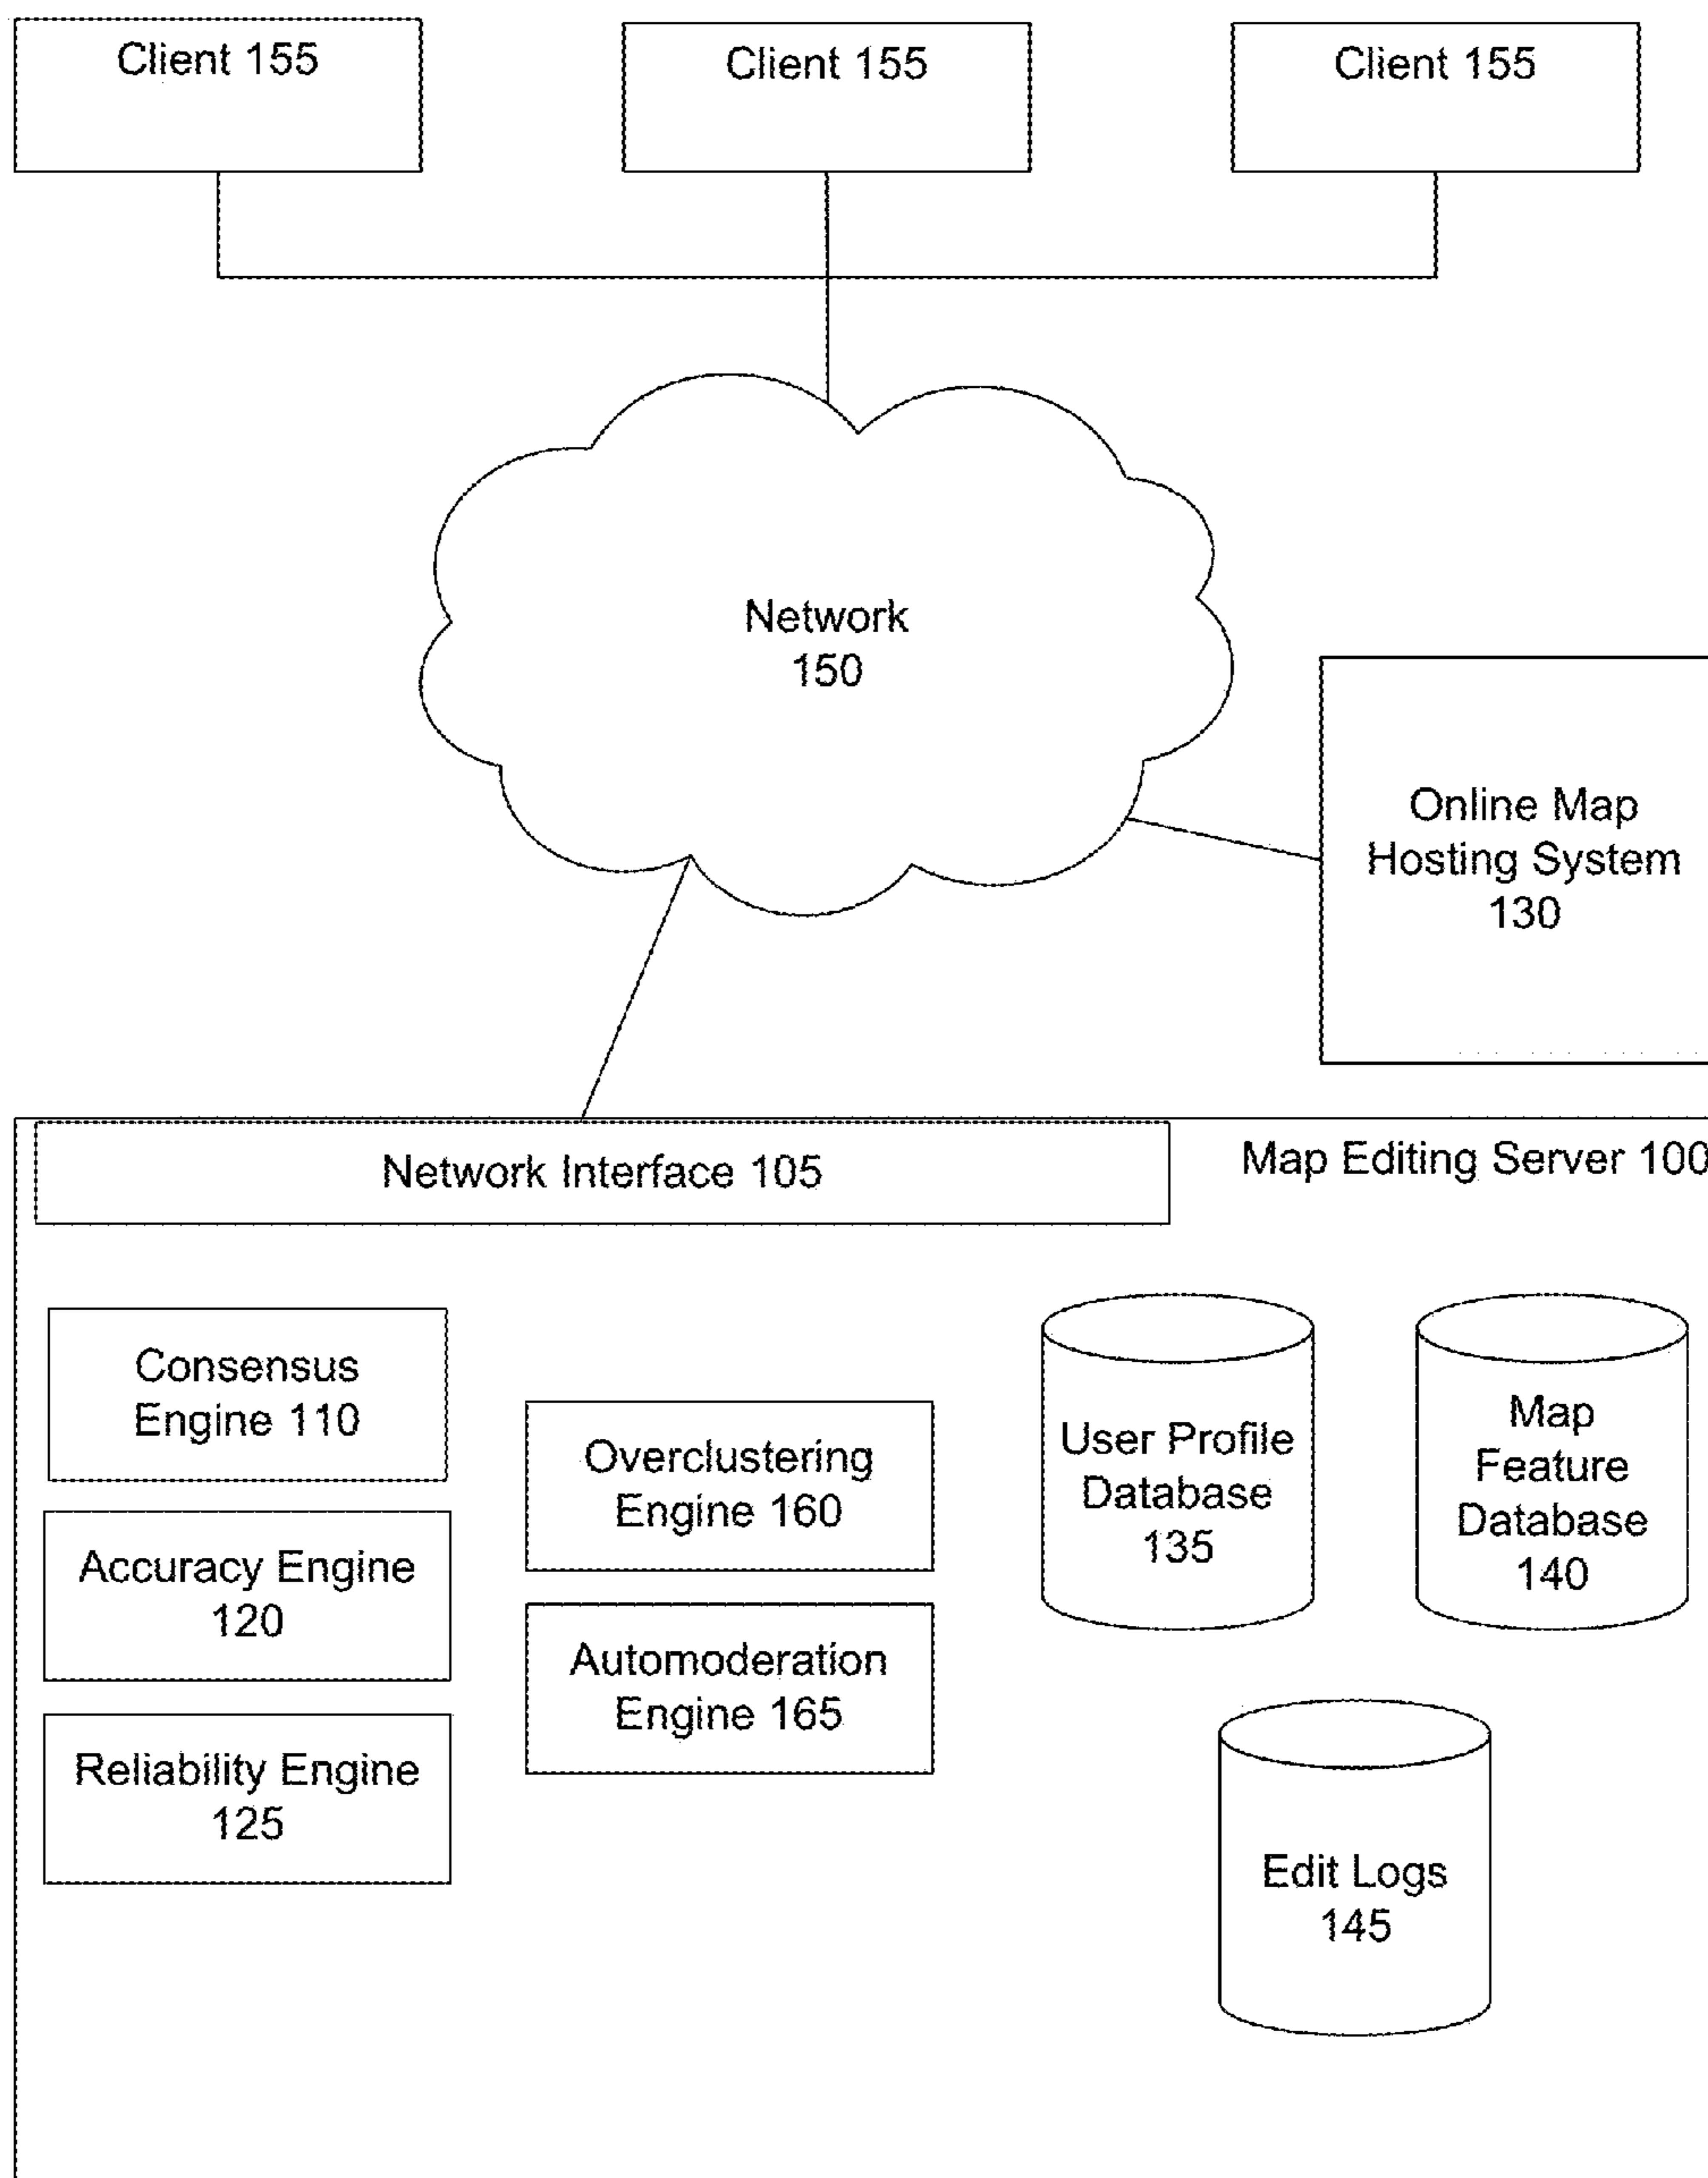 Client 155
Client 155
Client 155
Network
150
Online Map
Hosting System
130
Network Interface 105
Map Editing Server 100
Consensus
Engine 110
Accuracy Engine
120
Reliability Engine
125
Overclustering
Engine 160
Automoderation
Engine 165
User Profile
Database
135
Map
Feature
Database
140
Edit Logs
145